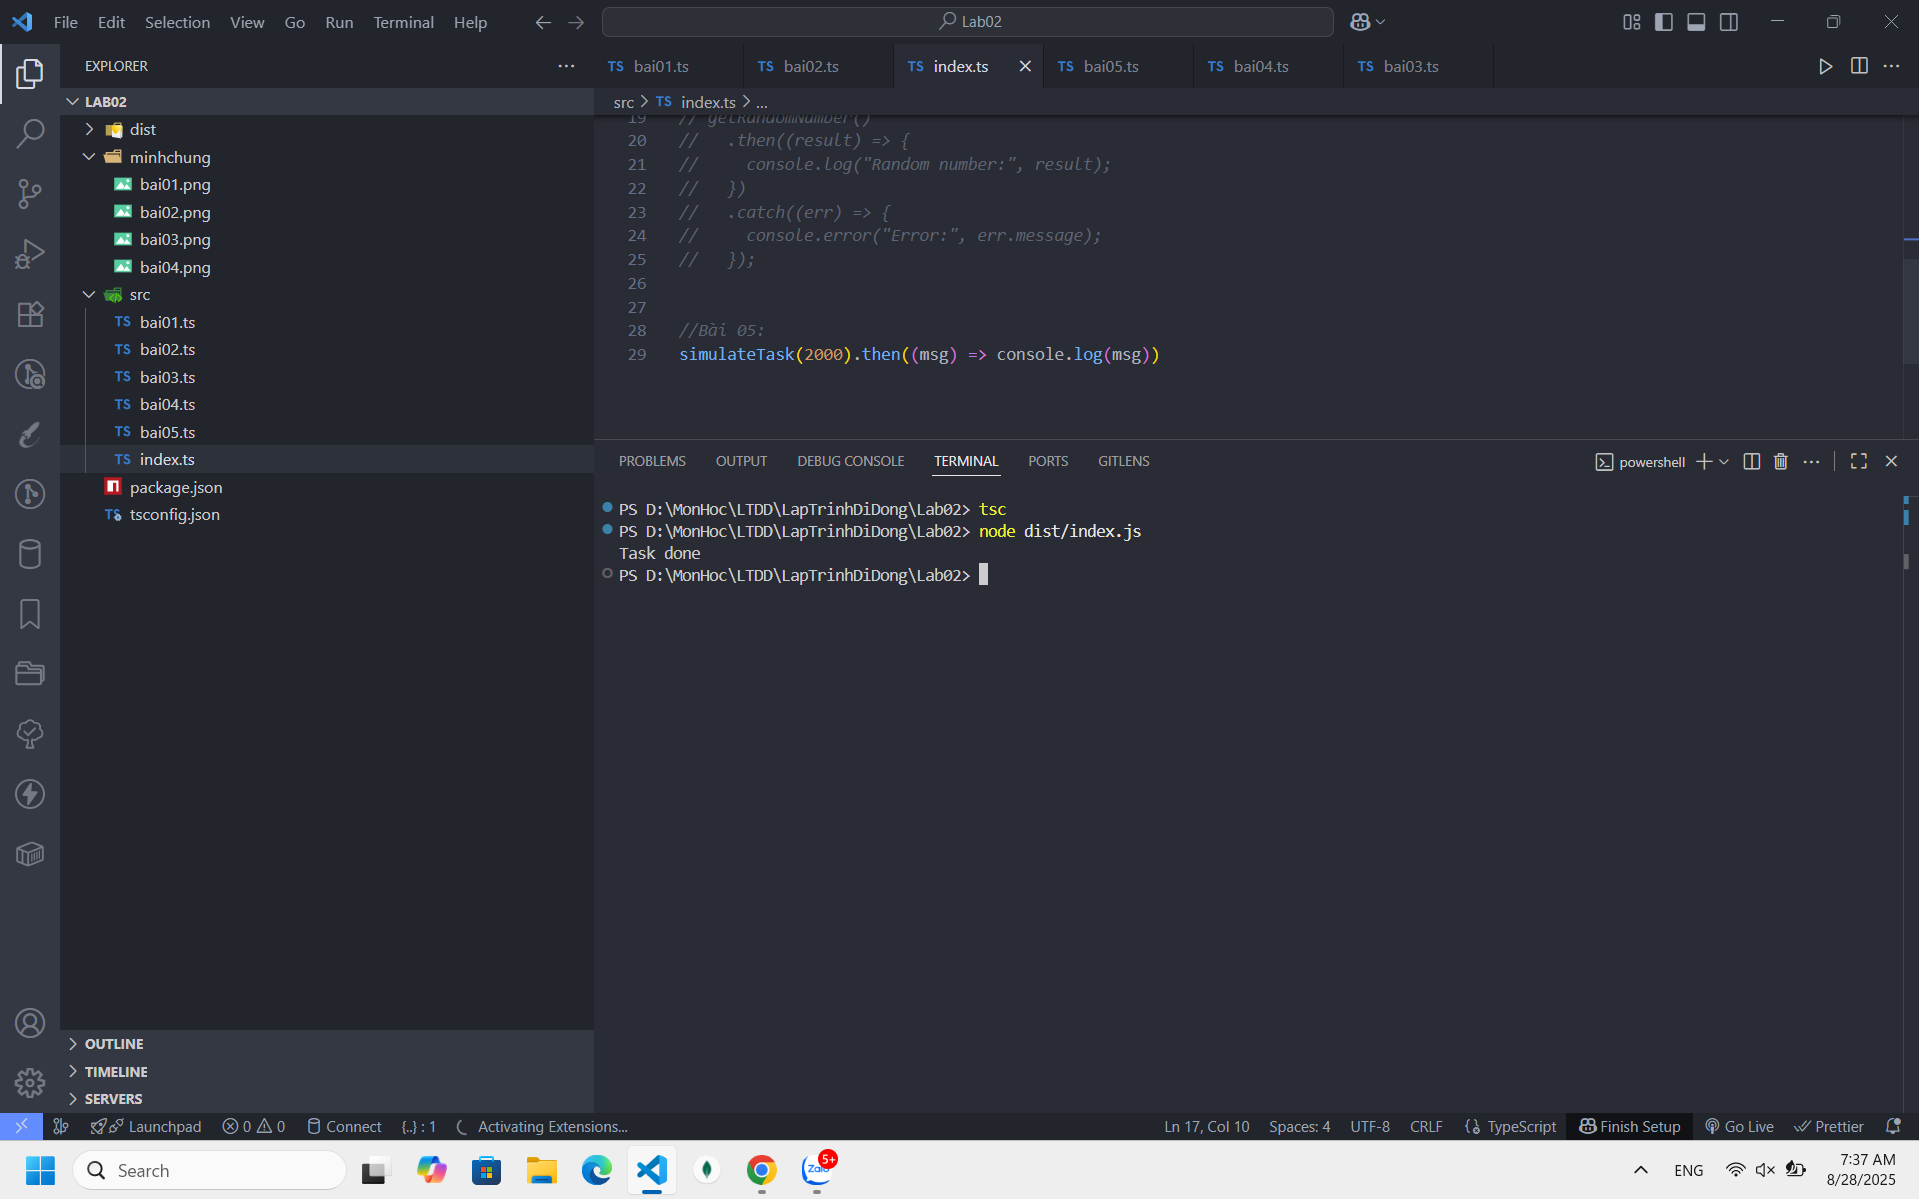 File Edit Selection View Go Run Terminal Help
Lab02
EXPLORER
LAB02
dist
minhchung
bai01.png
bai02.png
bai03.png
bai04.png
src
TS bai01.ts
TS bai02.ts
TS bai03.ts
TS bai04.ts
TS bai05.ts
TS index.ts
package.json
TS tsconfig.json
OUTLINE
TIMELINE
SERVERS
TS bai01.ts TS bai02.ts TS index.ts TS bai05.ts TS bai04.ts TS bai03.ts
src > TS index.ts > ...
19 // getRandomNumber()
20 //   .then((result) => {
21 //     console.log("Random number:", result);
22 //   })
23 //   .catch((err) => {
24 //     console.error("Error:", err.message);
25 //   });
26
27
28 //Bài 05:
29 simulateTask(2000).then((msg) => console.log(msg))
PROBLEMS OUTPUT DEBUG CONSOLE TERMINAL PORTS GITLENS
powershell
PS D:\MonHoc\LTDD\LapTrinhDiDong\Lab02> tsc
PS D:\MonHoc\LTDD\LapTrinhDiDong\Lab02> node dist/index.js
Task done
PS D:\MonHoc\LTDD\LapTrinhDiDong\Lab02>
Launchpad 0 0 Connect {..} : 1 Activating Extensions... Ln 17, Col 10 Spaces: 4 UTF-8 CRLF TypeScript Finish Setup Go Live Prettier
Search
Zalo 5+
ENG
7:37 AM
8/28/2025